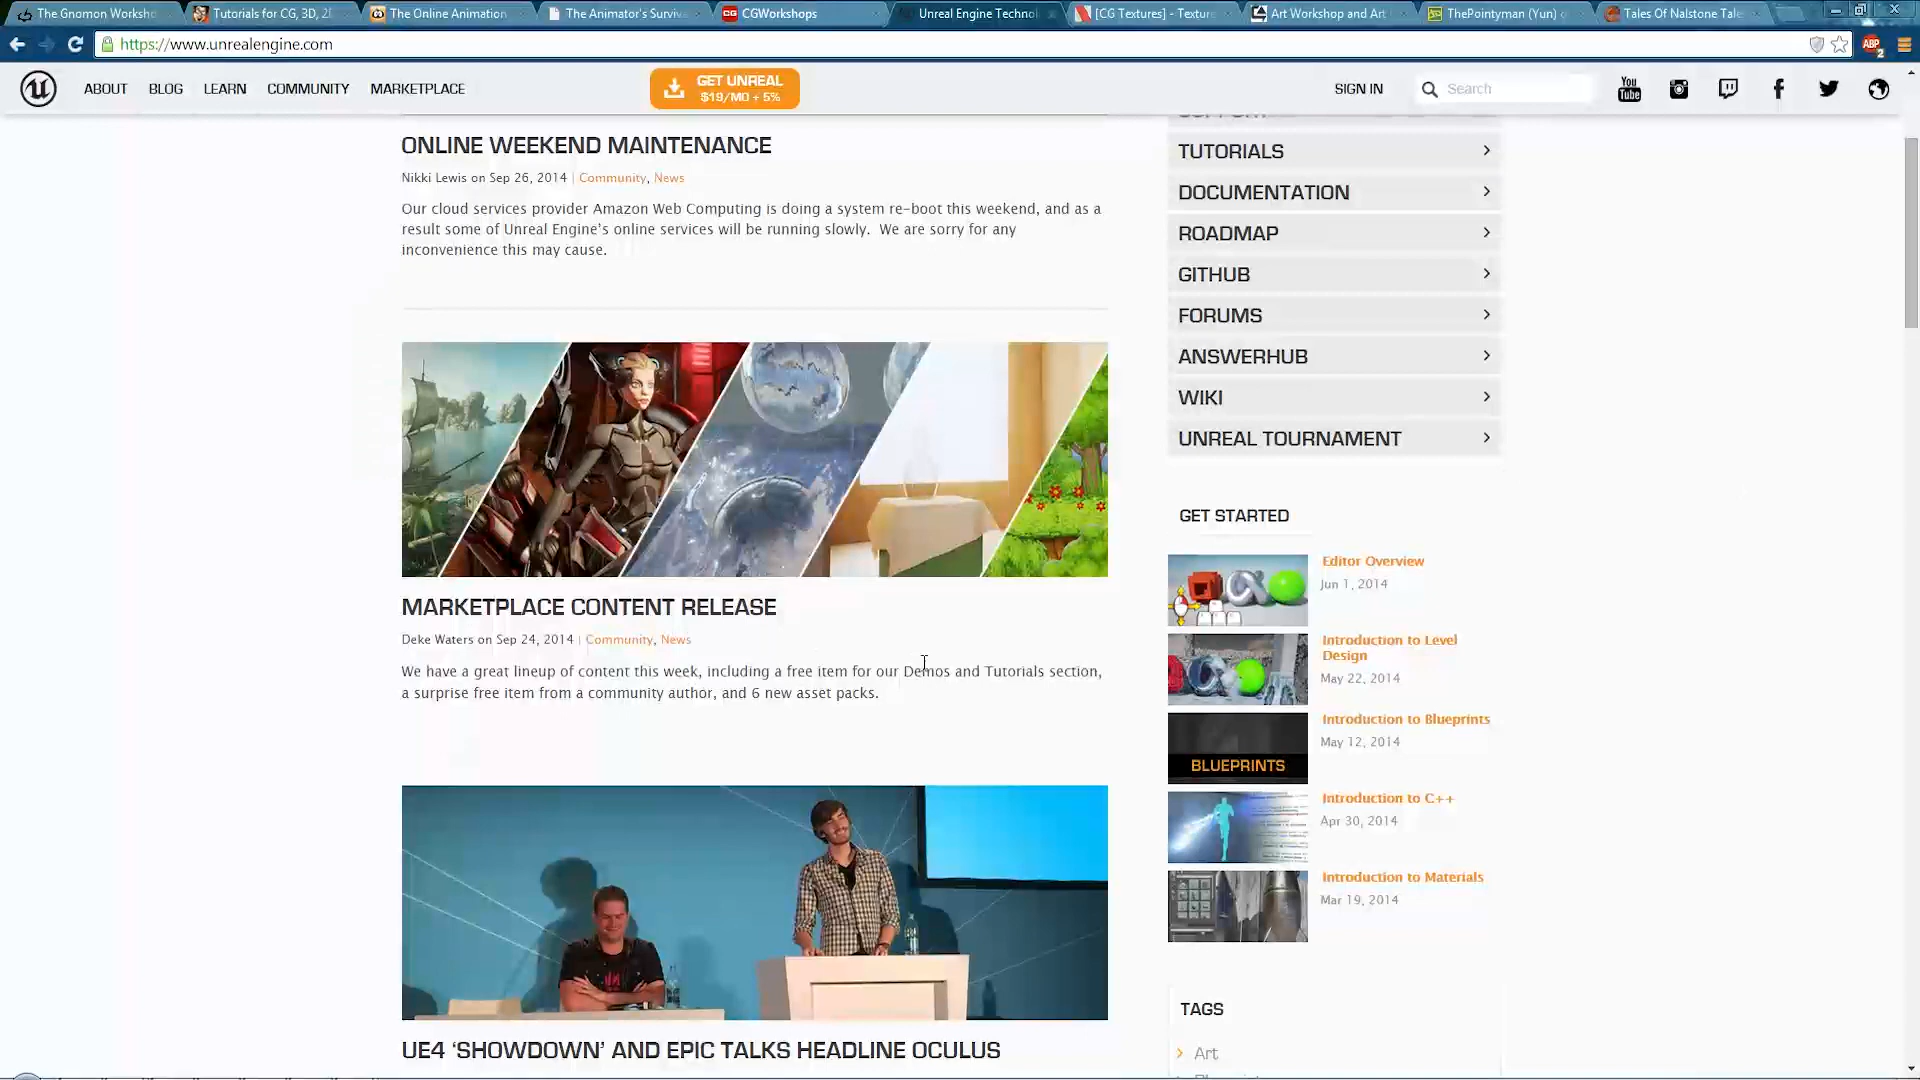 The Gnomon Worksh
Tutorials for CG, 3D, 2
The Online Animation
The Animator's Surviv
CGWorkshops
Unreal Engine Technol
[CG Textures] - Texture
Art Workshop and Art
ThePointyman (Yun)
Tales Of Nalstone Tale
https://www.unrealengine.com
ABP
2
ABOUT
BLOG
LEARN
COMMUNITY
MARKETPLACE
GET UNREAL
$19/MO + 5%
SIGN IN
Search
You
Tube
ONLINE WEEKEND MAINTENANCE
Nikki Lewis on Sep 26, 2014 | Community, News
Our cloud services provider Amazon Web Computing is doing a system re-boot this weekend, and as a
result some of Unreal Engine's online services will be running slowly.  We are sorry for any
inconvenience this may cause.
MARKETPLACE CONTENT RELEASE
Deke Waters on Sep 24, 2014 | Community, News
We have a great lineup of content this week, including a free item for our Demos and Tutorials section,
a surprise free item from a community author, and 6 new asset packs.
UE4 ‘SHOWDOWN’ AND EPIC TALKS HEADLINE OCULUS
SUPPORT
TUTORIALS
DOCUMENTATION
ROADMAP
GITHUB
FORUMS
ANSWERHUB
WIKI
UNREAL TOURNAMENT
GET STARTED
Editor Overview
Jun 1, 2014
Introduction to Level
Design
May 22, 2014
BLUEPRINTS
Introduction to Blueprints
May 12, 2014
Introduction to C++
Apr 30, 2014
Introduction to Materials
Mar 19, 2014
TAGS
Art